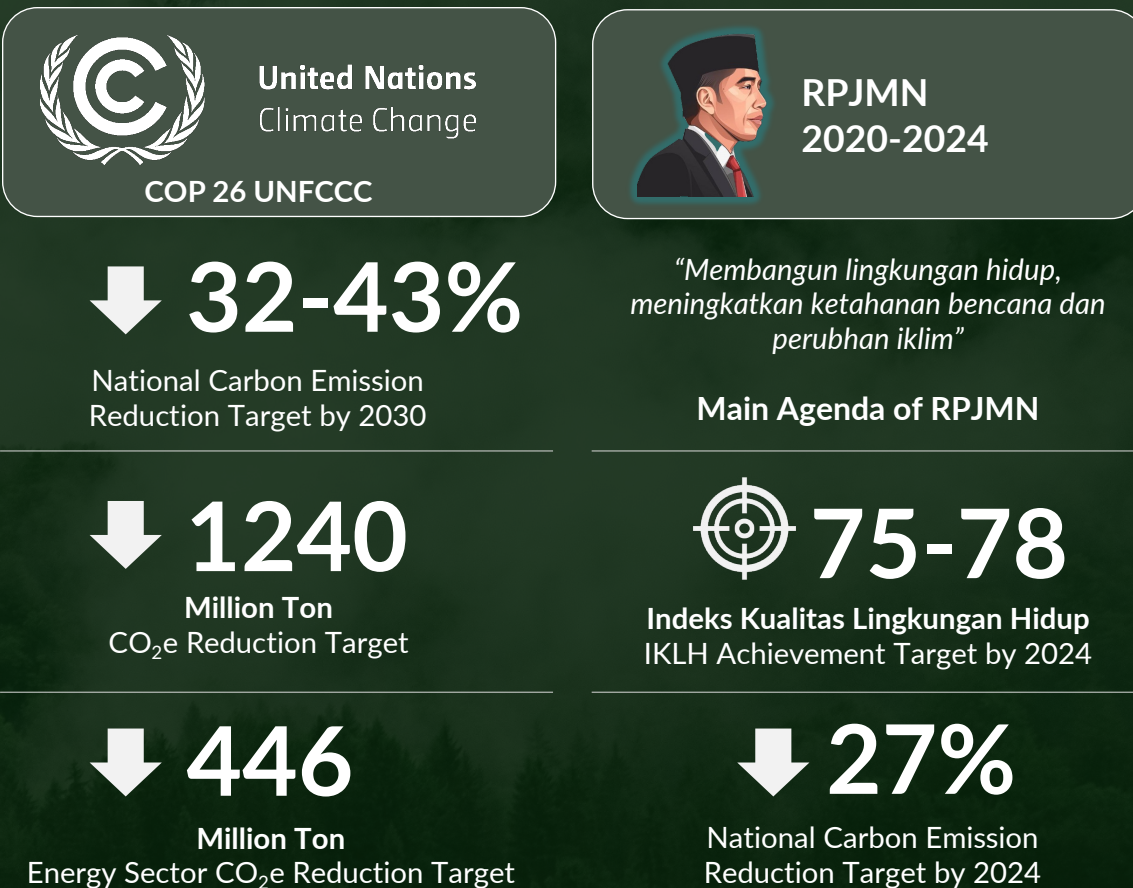 United Nations
Climate Change
COP 26 UNFCCC
32-43%
National Carbon Emission
Reduction Target by 2030
1240
Million Ton
CO₂e Reduction Target
446
Million Ton
Energy Sector CO₂e Reduction Target
RPJMN
2020-2024
“Membangun lingkungan hidup,
meningkatkan ketahanan bencana dan
perubhan iklim”
Main Agenda of RPJMN
75-78
Indeks Kualitas Lingkungan Hidup
IKLH Achievement Target by 2024
27%
National Carbon Emission
Reduction Target by 2024